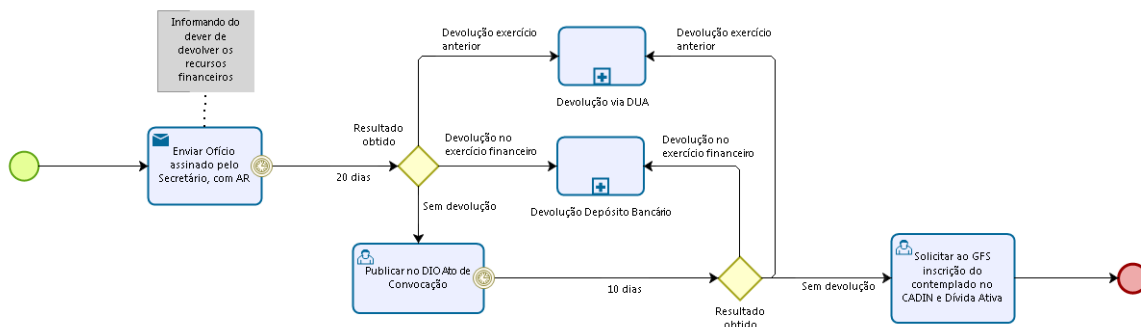 Informando do
dever de
devolver os
recursos
financeiros
Enviar Ofício
assinado pelo
Secretário, com AR
20 dias
Resultado
obtido
Devolução exercício
anterior
Devolução exercício
anterior
Devolução via DUA
Devolução no
exercício financeiro
Devolução no
exercício financeiro
Devolução Depósito Bancário
Sem devolução
Publicar no DIO Ato de
Convocação
10 dias
Resultado
obtido
Sem devolução
Solicitar ao GFS
inscrição do
contemplado no
CADIN e Dívida Ativa